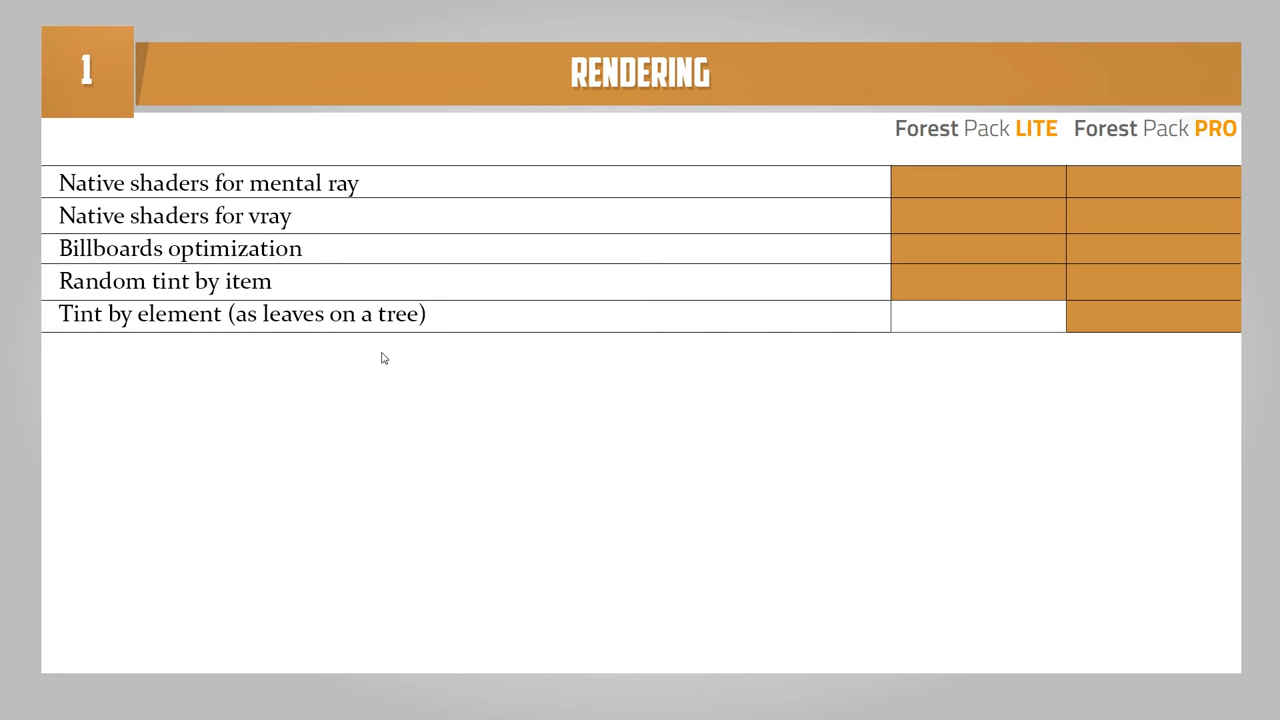 1
RENDERING
Forest Pack LITE Forest Pack PRO
Native shaders for mental ray
Native shaders for vray
Billboards optimization
Random tint by item
Tint by element (as leaves on a tree)